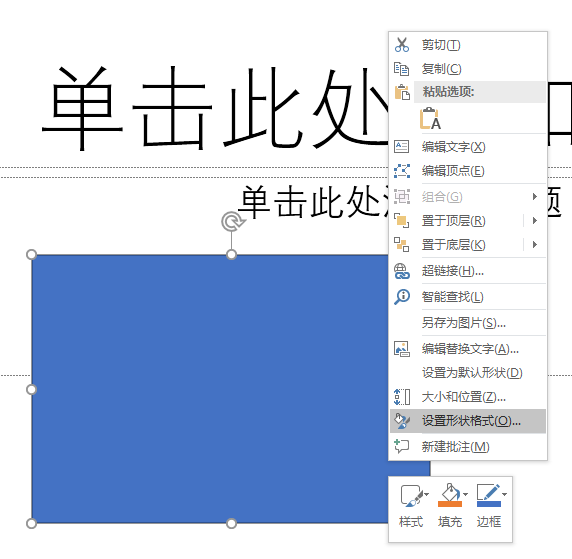 单击此处
单击此处
题
剪切(T)
复制(C)
粘贴选项:
A
编辑文字(X)
编辑顶点(E)
组合(G)
置于顶层(R)
置于底层(K)
超链接(H)...
智能查找(L)
另存为图片(S)...
编辑替换文字(A)...
设置为默认形状(D)
大小和位置(Z)...
设置形状格式(O)...
新建批注(M)
样式 填充 边框